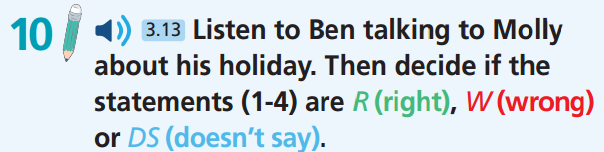 10 3.13 Listen to Ben talking to Molly
about his holiday. Then decide if the
statements (1-4) are R (right), W (wrong)
or DS (doesn't say).